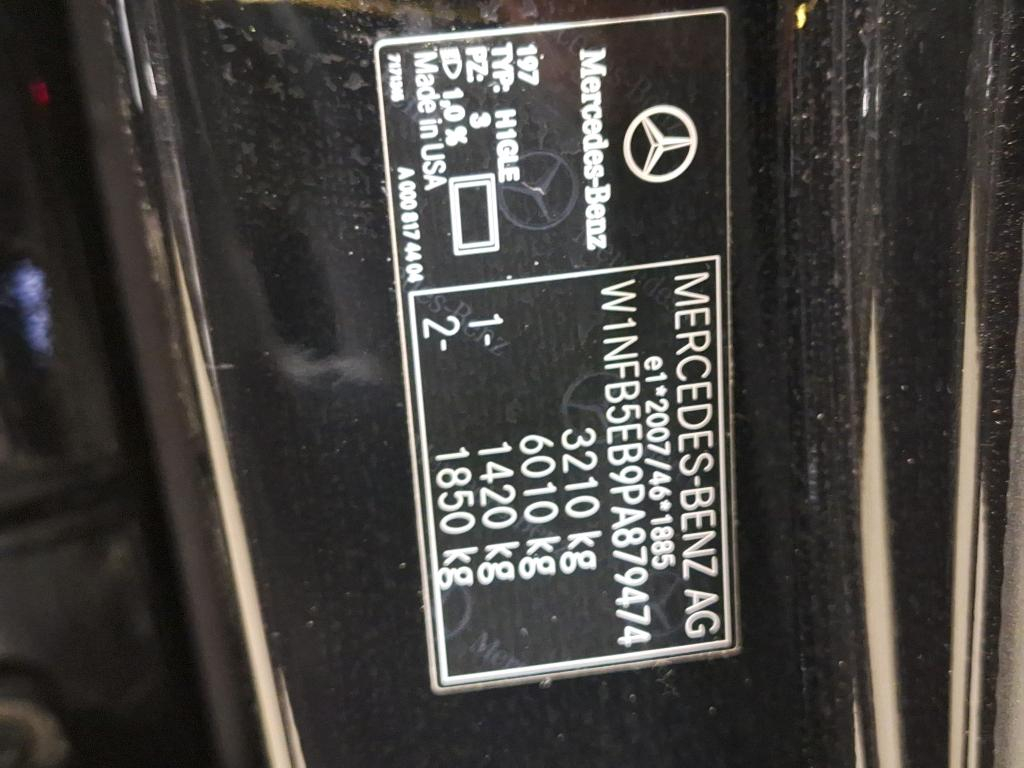 Mercedes-Benz
197
TYP: H1GLE
PZ: 3
1,0 %
Made in USA
A 000 817 44 04
MERCEDES-BENZ AG
e1*2007/46*1885
W1NFB5EB9PA879474
3210 kg
6010 kg
1- 1420 kg
2- 1850 kg